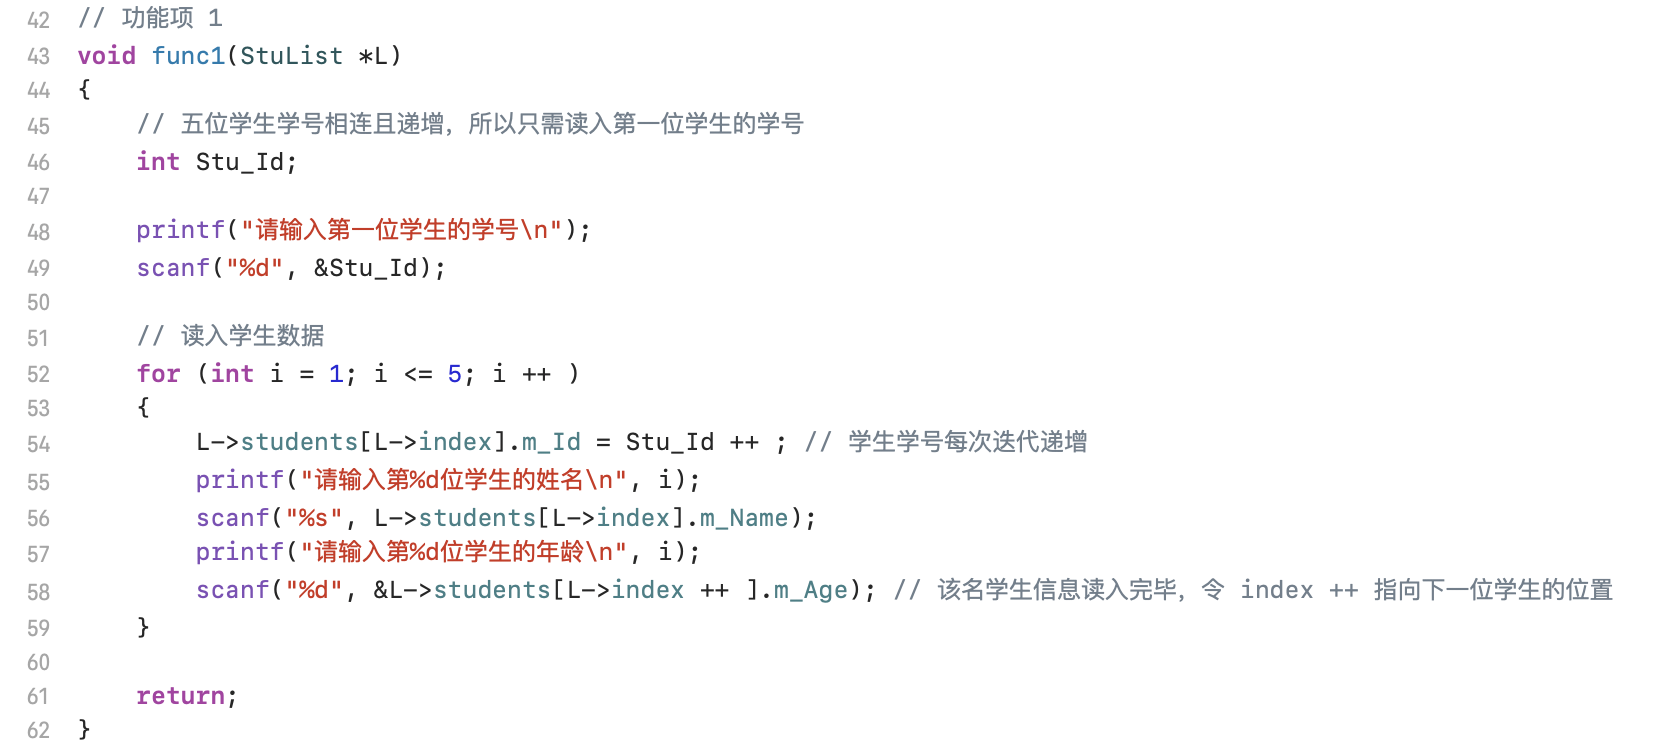 42 // 功能项 1
43 void func1(StuList *L)
44 {
45 // 五位学生学号相连且递增，所以只需读入第一位学生的学号
46 int Stu_Id;
47
48 printf("请输入第一位学生的学号\n");
49 scanf("%d", &Stu_Id);
50
51 // 读入学生数据
52 for (int i = 1; i <= 5; i ++ )
53 {
54 L->students[L->index].m_Id = Stu_Id ++ ; // 学生学号每次迭代递增
55 printf("请输入第%d位学生的姓名\n", i);
56 scanf("%s", L->students[L->index].m_Name);
57 printf("请输入第%d位学生的年龄\n", i);
58 scanf("%d", &L->students[L->index ++ ].m_Age); // 该名学生信息读入完毕，令 index ++ 指向下一位学生的位置
59 }
60
61 return;
62 }